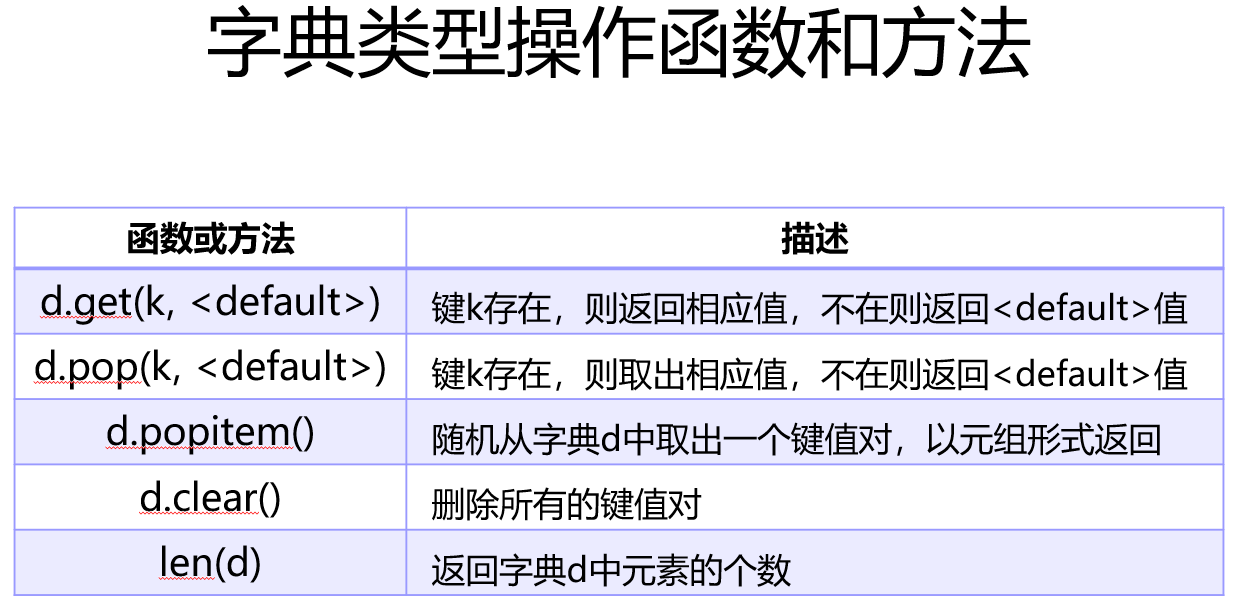 字典类型操作函数和方法
函数或方法 描述
d.get(k, <default>) 键k存在，则返回相应值，不在则返回<default>值
d.pop(k, <default>) 键k存在，则取出相应值，不在则返回<default>值
d.popitem() 随机从字典d中取出一个键值对，以元组形式返回
d.clear() 删除所有的键值对
len(d) 返回字典d中元素的个数